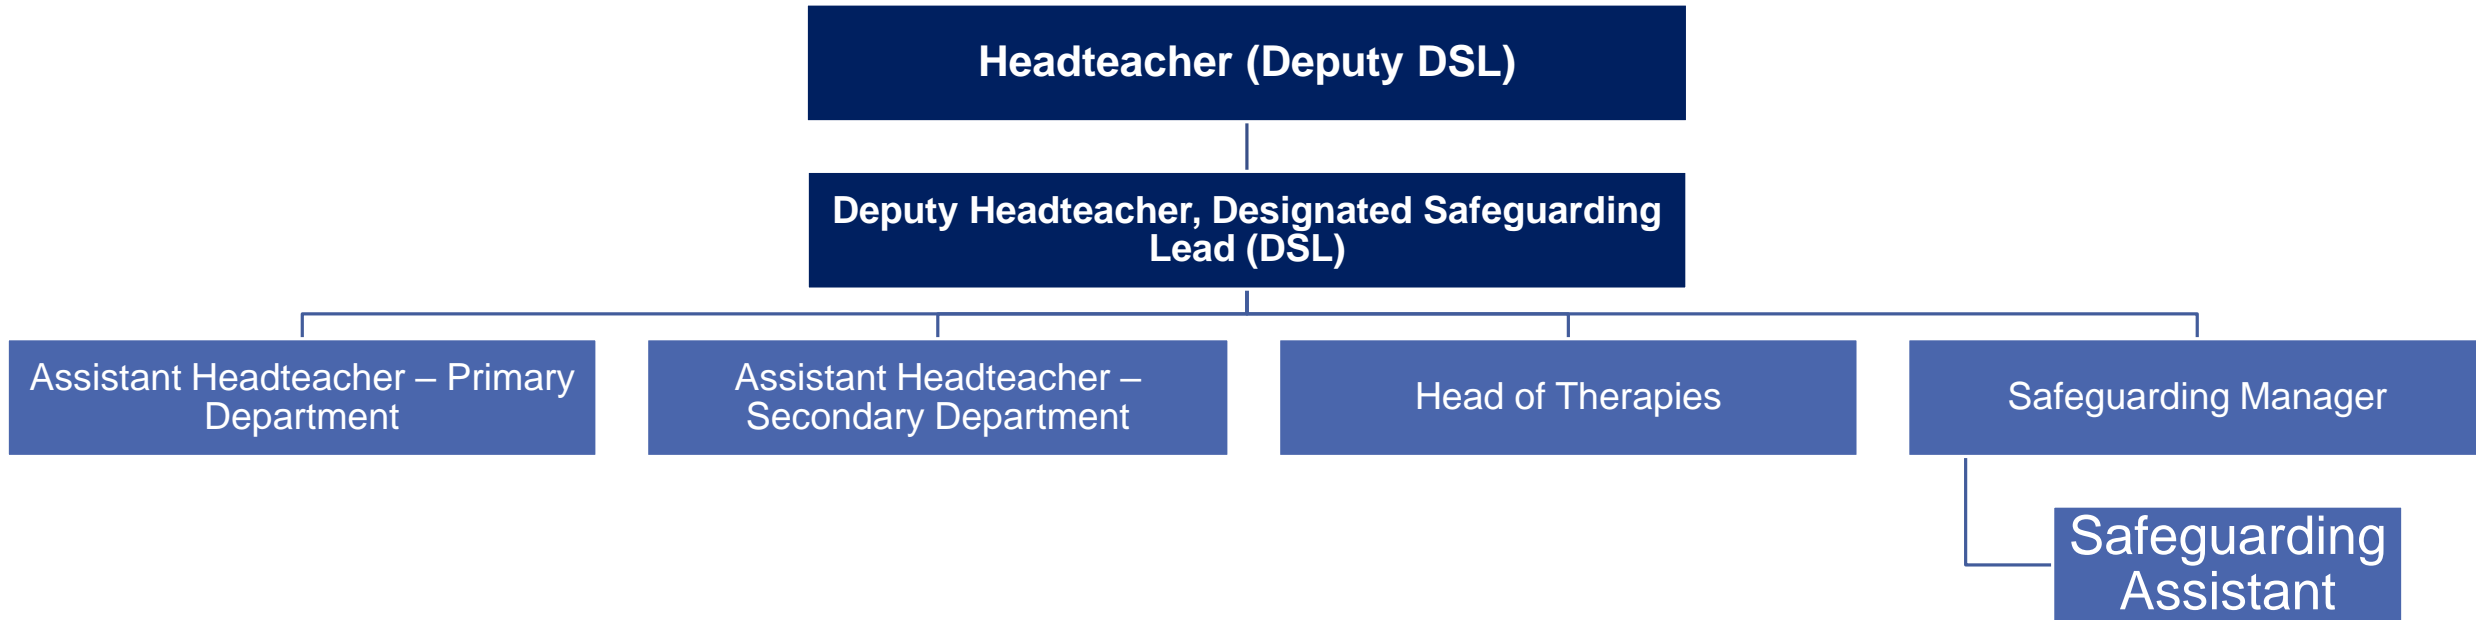 Headteacher (Deputy DSL)
Deputy Headteacher, Designated Safeguarding
Lead (DSL)
Assistant Headteacher – Primary
Department
Assistant Headteacher –
Secondary Department
Head of Therapies
Safeguarding Manager
Safeguarding
Assistant